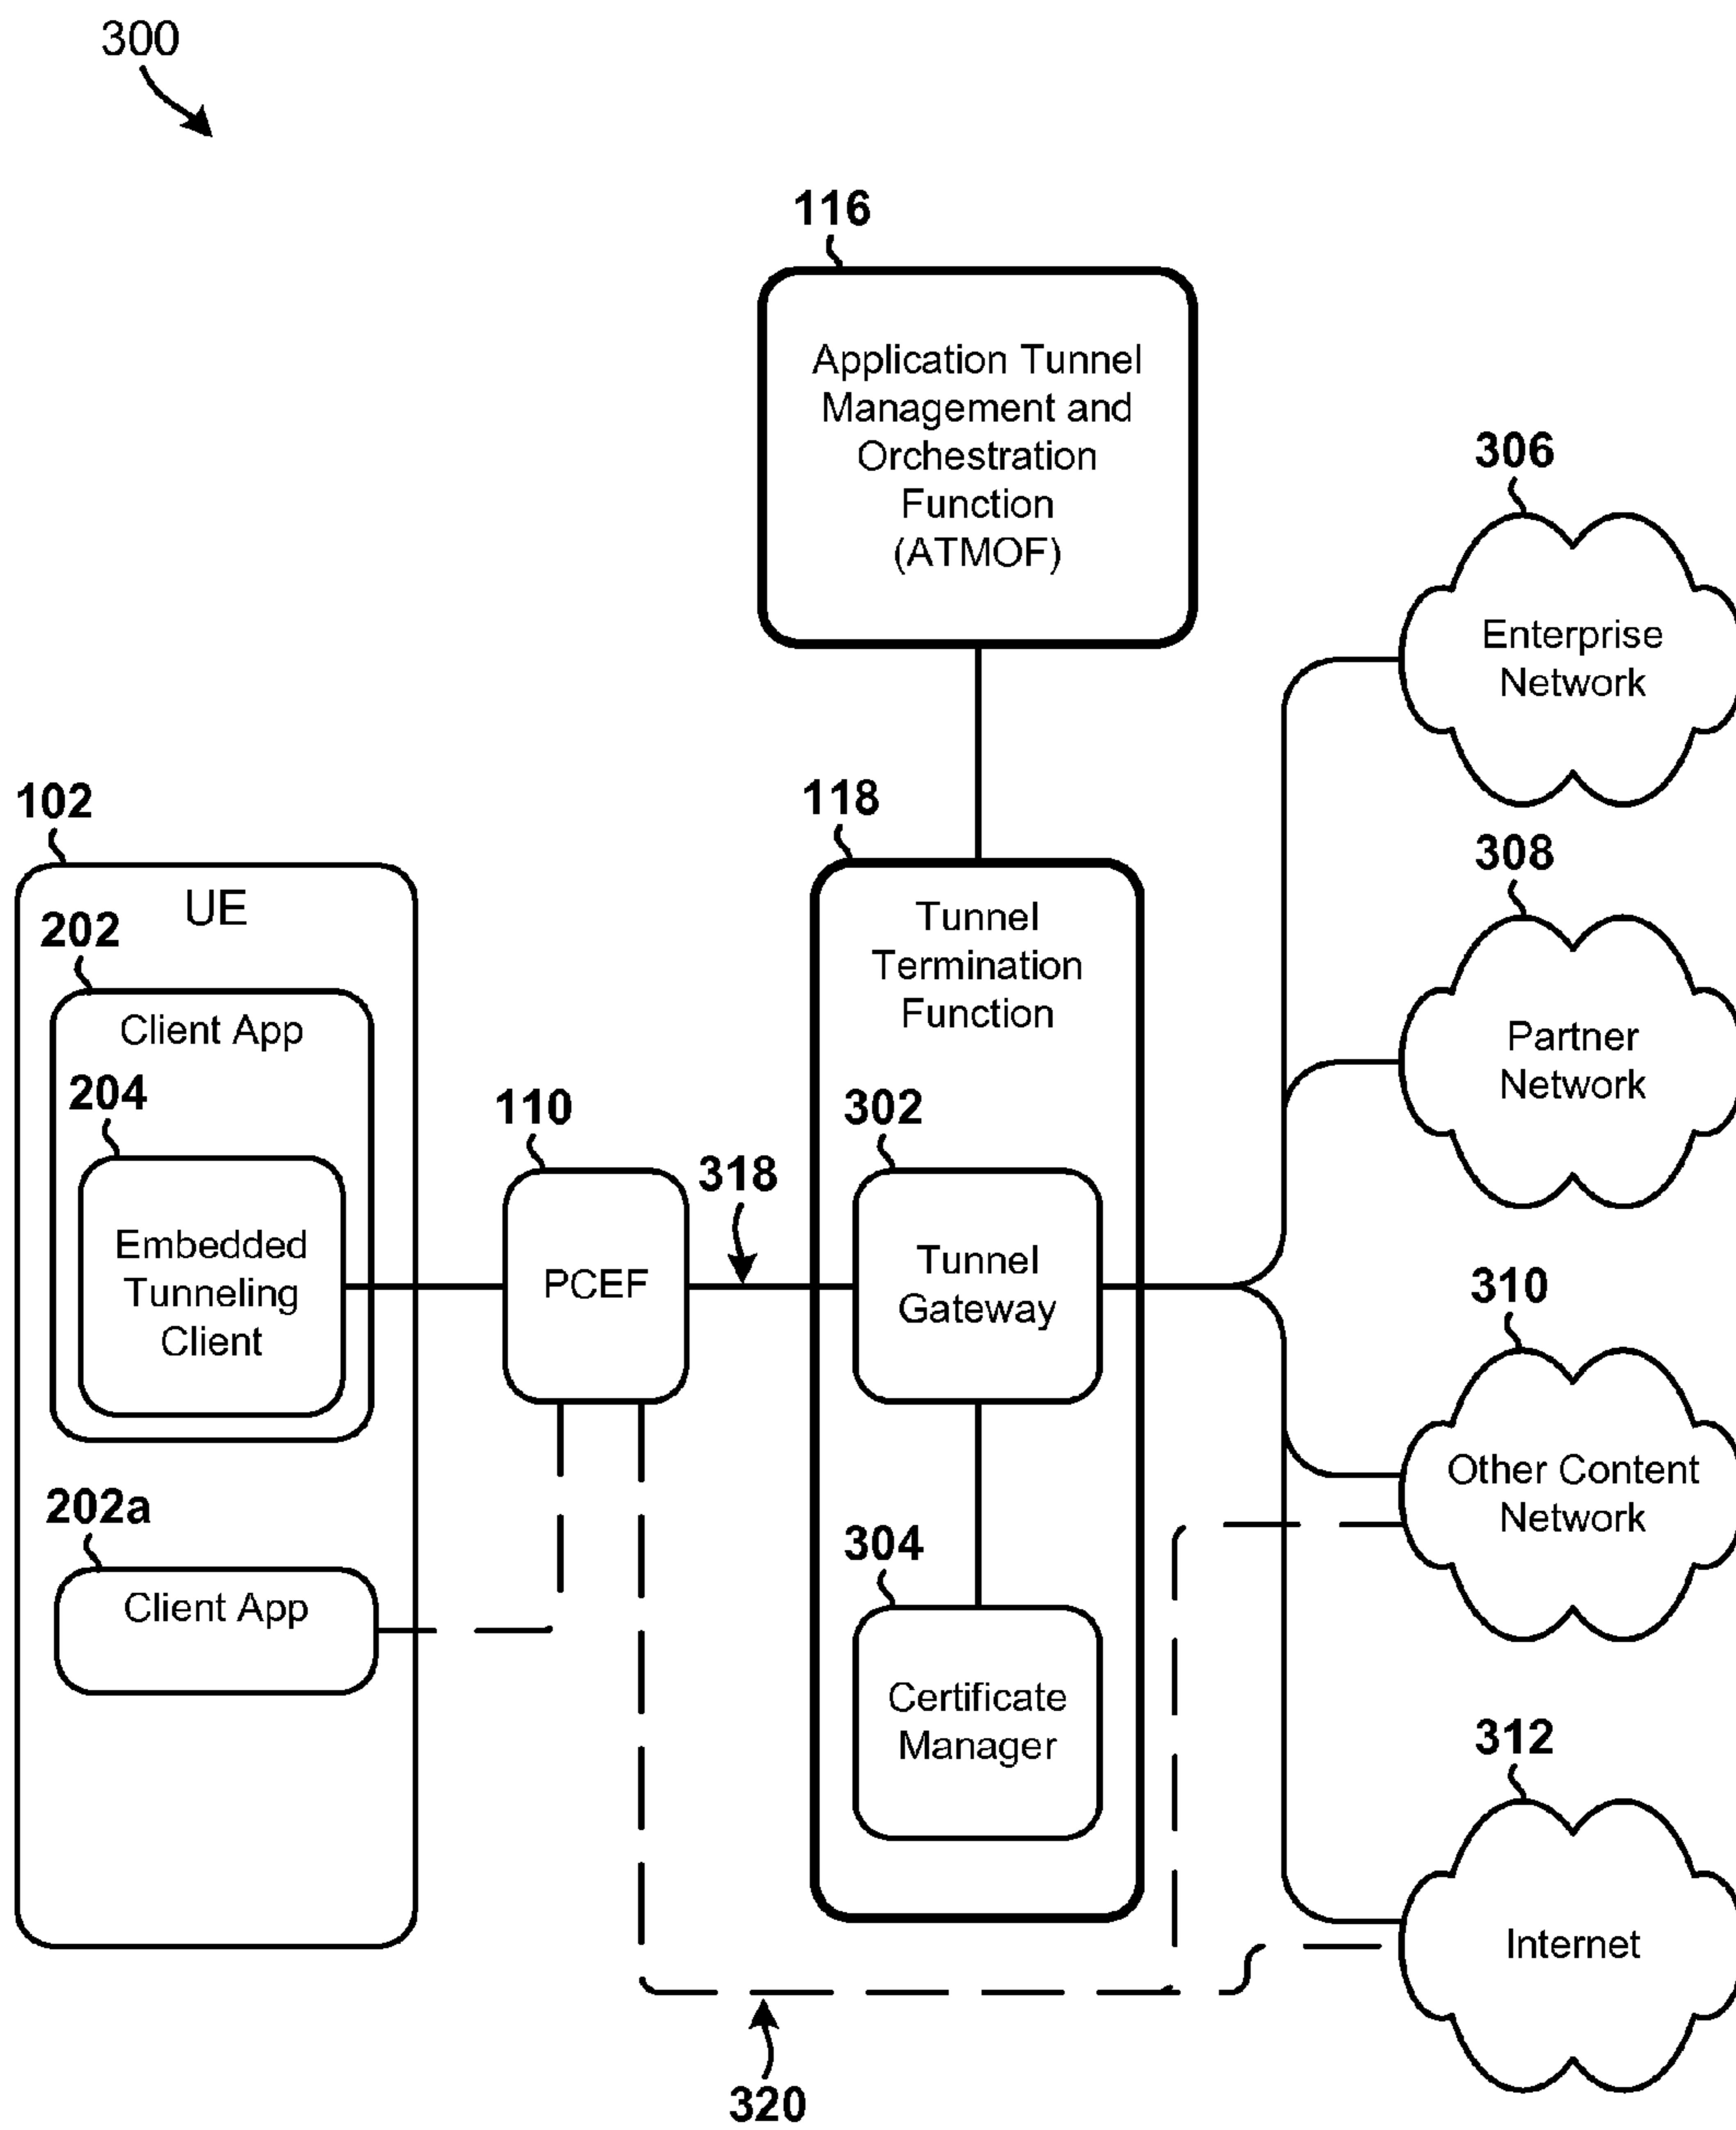 300
116
Application Tunnel
Management and
Orchestration
Function
(ATMOF)
306
Enterprise
Network
102
UE
202
Client App
204
Embedded
Tunneling
Client
202a
Client App
110
PCEF
318
118
Tunnel
Termination
Function
302
Tunnel
Gateway
304
Certificate
Manager
308
Partner
Network
310
Other Content
Network
312
Internet
320